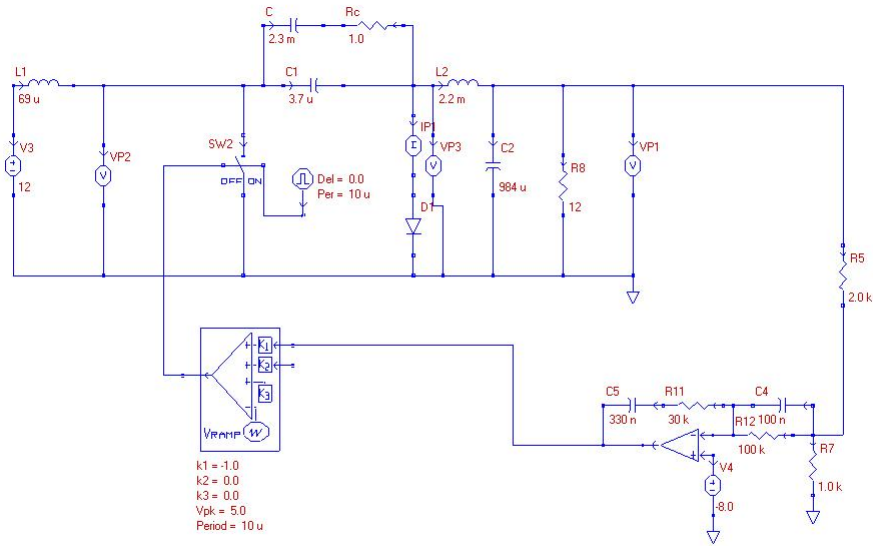 C
2.3 m
Rc
1.0
L1
69 u
C1
3.7 u
L2
2.2 m
V3
12
VP2
SW2
OFF ON
Del = 0.0
Per = 10 u
IP1
I
VP3
V
D1
C2
984 u
R8
12
VP1
V
V
R5
2.0 k
K1
K2
K3
VRAMP
k1 = -1.0
k2 = 0.0
k3 = 0.0
Vpk = 5.0
Period = 10 u
C5
330 n
R11
30 k
C4
100 n
R12
100 k
R7
1.0 k
V4
-8.0